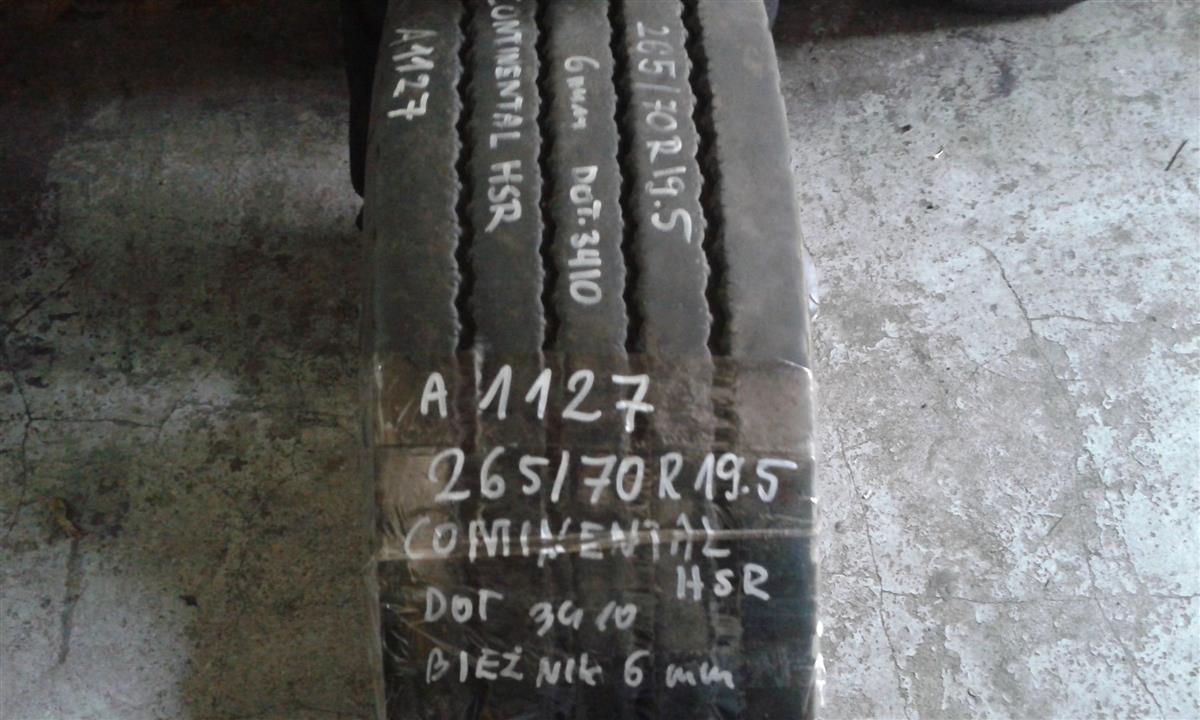 A1127
CONTINENTAL HSR
6mm DOT.3410
265/70R19.5
A 1127
265/70R19.5
CONTINENTAL
HSR
DOT 3410
BIEŻNIK 6 mm